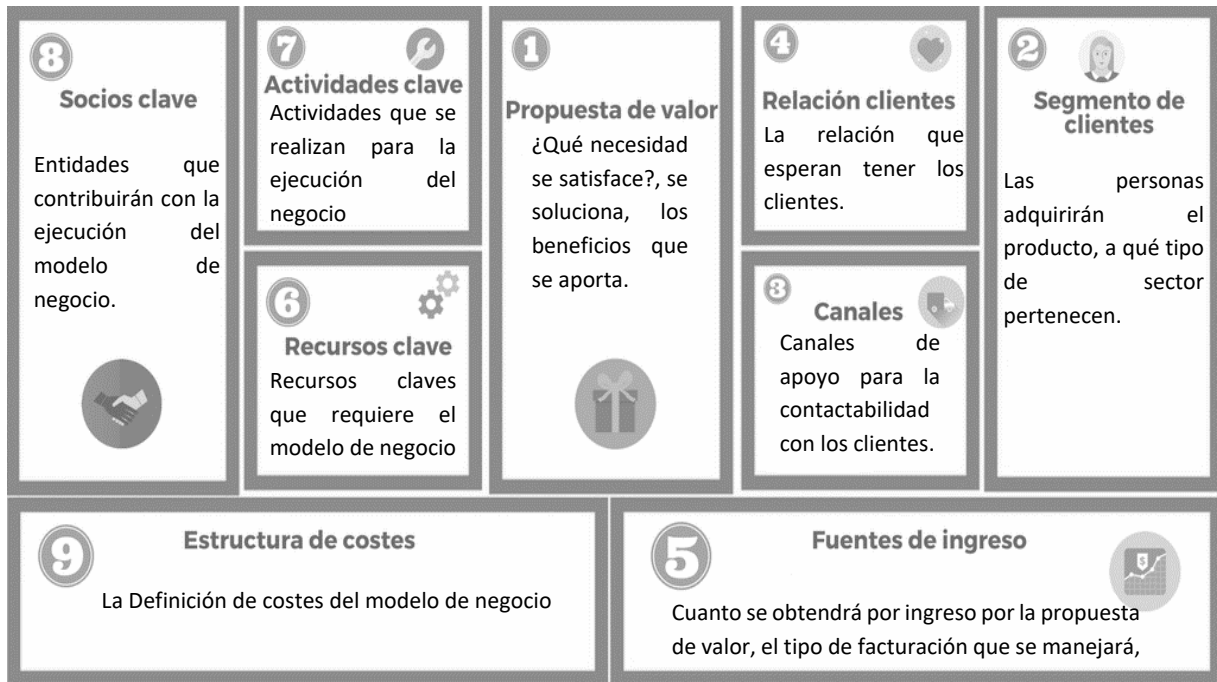 8
Socios clave
Entidades que
contribuirán con la
ejecución del
modelo de
negocio.
7
Actividades clave
Actividades que se
realizan para la
ejecución del
negocio
6
Recursos clave
Recursos claves
que requiere el
modelo de negocio
1
Propuesta de valor
¿Qué necesidad
se satisface?, se
soluciona, los
beneficios que
se aporta.
4
Relación clientes
La relación que
esperan tener los
clientes.
3
Canales
Canales de
apoyo para la
contactabilidad
con los clientes.
2
Segmento de
clientes
Las personas
adquirirán el
producto, a qué tipo
de sector
pertenecen.
9
Estructura de costes
La Definición de costes del modelo de negocio
5
Fuentes de ingreso
$
Cuanto se obtendrá por ingreso por la propuesta
de valor, el tipo de facturación que se manejará,